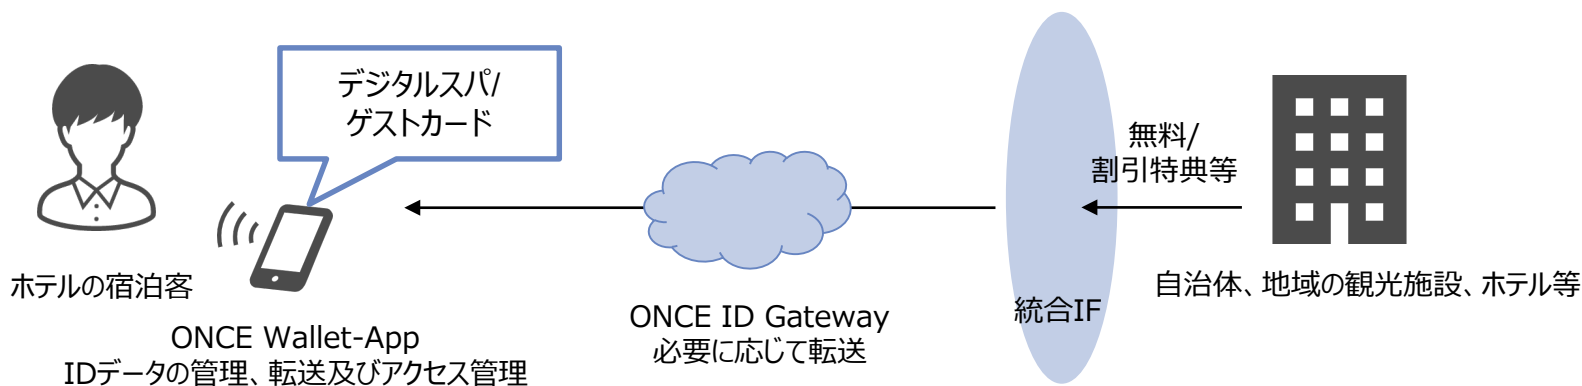 デジタルスパ/
ゲストカード
ホテルの宿泊客
ONCE Wallet-App
IDデータの管理、転送及びアクセス管理
ONCE ID Gateway
必要に応じて転送
統合IF
無料/
割引特典等
自治体、地域の観光施設、ホテル等